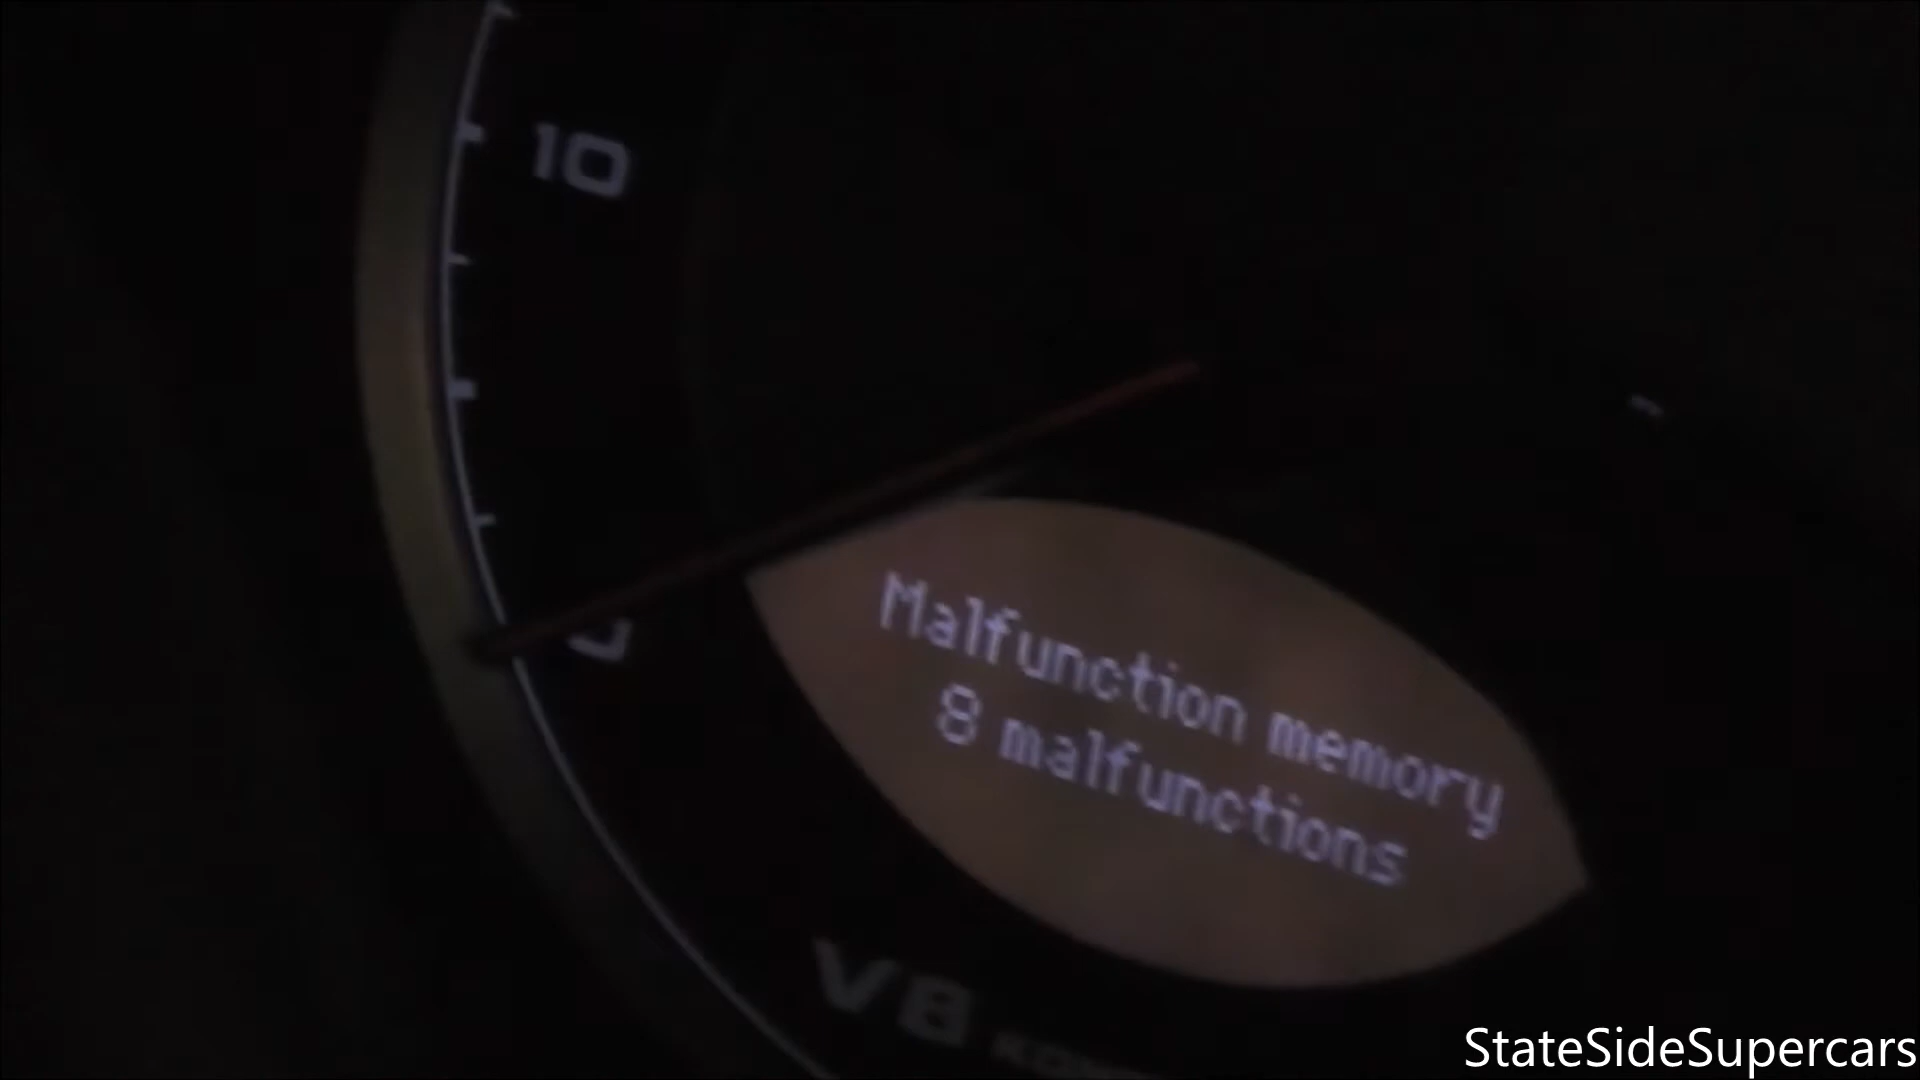 10
Malfunction memory
8 malfunctions
V8
StateSideSupercars